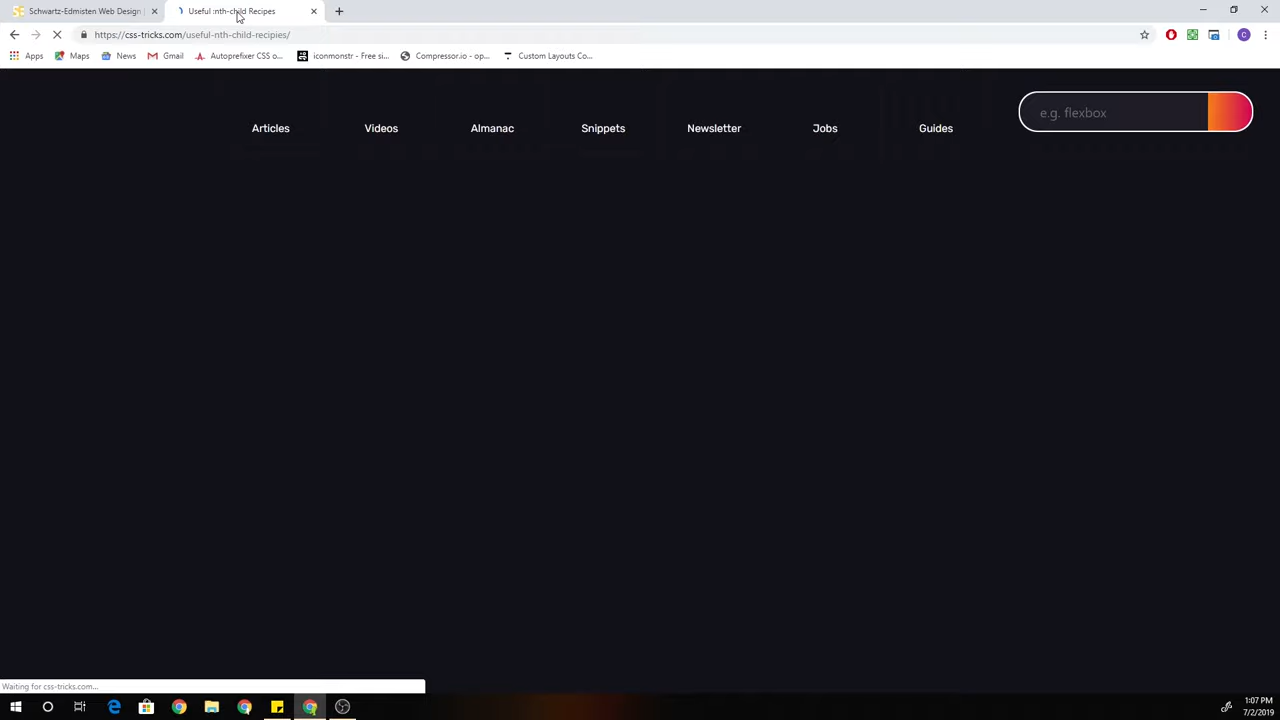 Schwartz-Edmisten Web Design |
Useful :nth-child Recipes
https://css-tricks.com/useful-nth-child-recipies/
Apps
Maps
News
Gmail
Autoprefixer CSS o...
iconmonstr - Free si...
Compressor.io - op...
Custom Layouts Co...
C
Articles
Videos
Almanac
Snippets
Newsletter
Jobs
Guides
e.g. flexbox
Waiting for css-tricks.com...
1:07 PM
7/2/2019